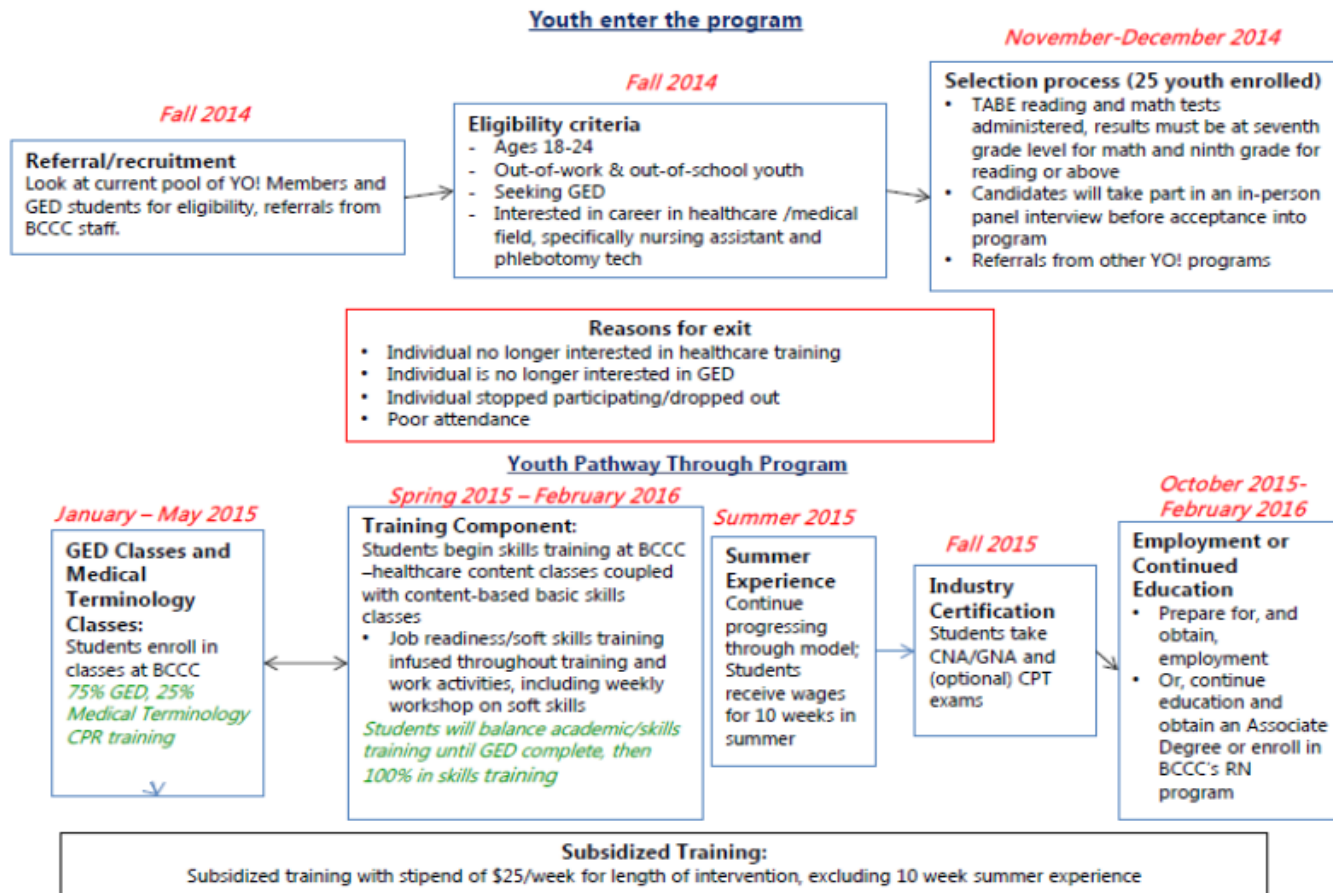 Youth enter the program
Fall 2014
Referral/recruitment
Look at current pool of YO! Members and
GED students for eligibility, referrals from
BCCC staff.
Fall 2014
Eligibility criteria
- Ages 18-24
- Out-of-work & out-of-school youth
- Seeking GED
- Interested in career in healthcare /medical
field, specifically nursing assistant and
phlebotomy tech
November-December 2014
Selection process (25 youth enrolled)
• TABE reading and math tests
administered, results must be at seventh
grade level for math and ninth grade for
reading or above
• Candidates will take part in an in-person
panel interview before acceptance into
program
• Referrals from other YO! programs
Reasons for exit
• Individual no longer interested in healthcare training
• Individual is no longer interested in GED
• Individual stopped participating/dropped out
• Poor attendance
Youth Pathway Through Program
January – May 2015
GED Classes and
Medical
Terminology
Classes:
Students enroll in
classes at BCCC
75% GED, 25%
Medical Terminology
CPR training
Spring 2015 – February 2016
Training Component:
Students begin skills training at BCCC
–healthcare content classes coupled
with content-based basic skills
classes
• Job readiness/soft skills training
infused throughout training and
work activities, including weekly
workshop on soft skills
Students will balance academic/skills
training until GED complete, then
100% in skills training
Summer 2015
Summer
Experience
Continue
progressing
through model;
Students
receive wages
for 10 weeks in
summer
Fall 2015
Industry
Certification
Students take
CNA/GNA and
(optional) CPT
exams
October 2015-
February 2016
Employment or
Continued
Education
• Prepare for, and
obtain,
employment
• Or, continue
education and
obtain an Associate
Degree or enroll in
BCCC's RN
program
Subsidized Training:
Subsidized training with stipend of $25/week for length of intervention, excluding 10 week summer experience